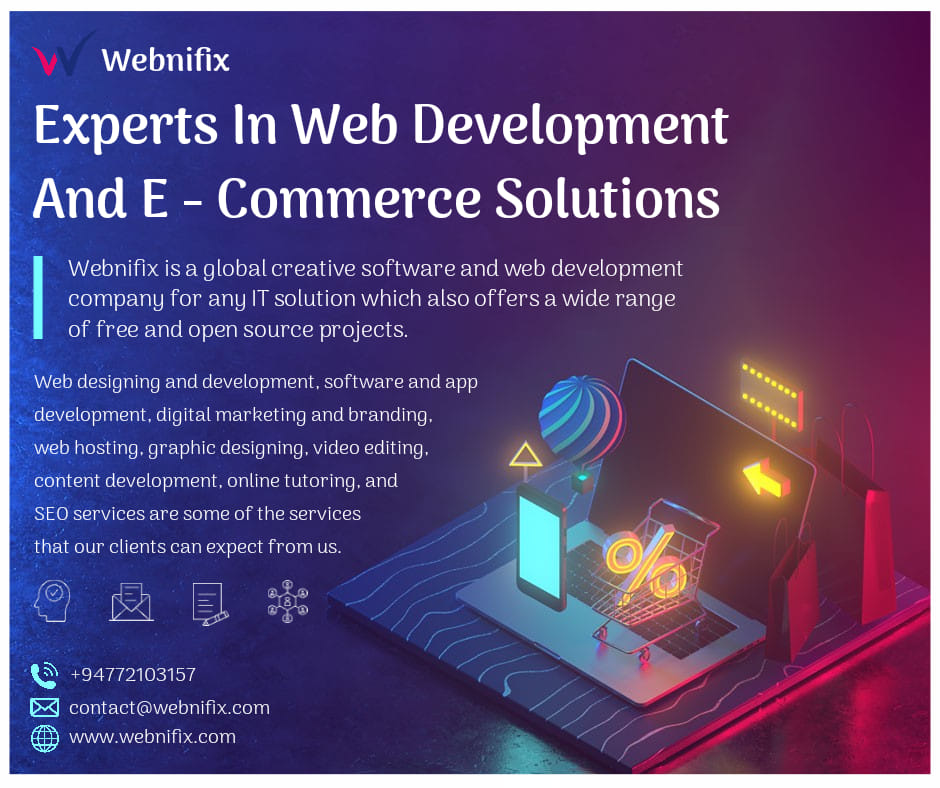 Webnifix
Experts In Web Development
And E - Commerce Solutions
Webnifix is a global creative software and web development
company for any IT solution which also offers a wide range
of free and open source projects.
Web designing and development, software and app
development, digital marketing and branding,
web hosting, graphic designing, video editing,
content development, online tutoring, and
SEO services are some of the services
that our clients can expect from us.
%
+94772103157
contact@webnifix.com
www.webnifix.com